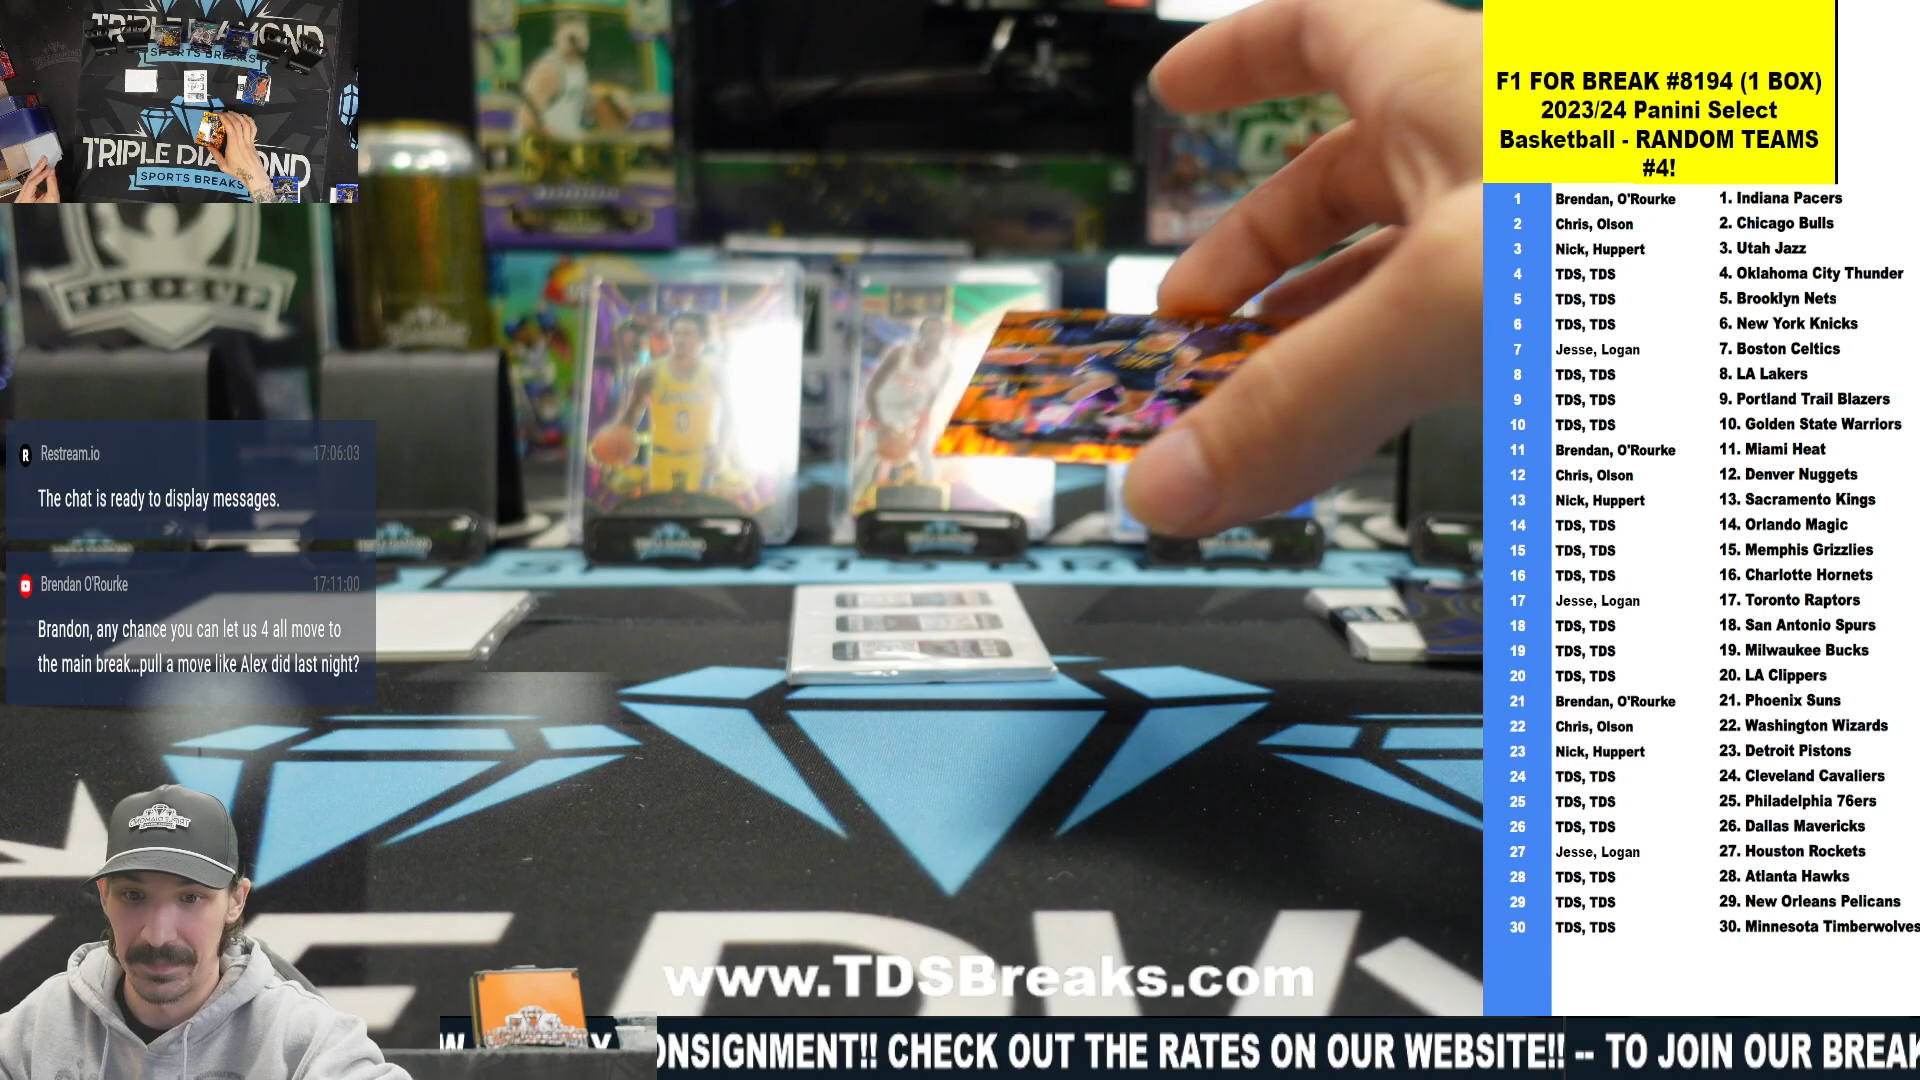 TRIPLE DIAMOND
SPORTS BREAKS
TRIPLE DIAMOND
SPORTS BREAKS
Restream.io 17:06:03
The chat is ready to display messages.
Brendan O'Rourke 17:11:00
Brandon, any chance you can let us 4 all move to
the main break...pull a move like Alex did last night?
www.TDSBreaks.com
ONSIGNMENT!! CHECK OUT THE RATES ON OUR WEBSITE!! -- TO JOIN OUR BREAK
F1 FOR BREAK #8194 (1 BOX)
2023/24 Panini Select
Basketball - RANDOM TEAMS
#4!
1 Brendan, O'Rourke 1. Indiana Pacers
2 Chris, Olson 2. Chicago Bulls
3 Nick, Huppert 3. Utah Jazz
4 TDS, TDS 4. Oklahoma City Thunder
5 TDS, TDS 5. Brooklyn Nets
6 TDS, TDS 6. New York Knicks
7 Jesse, Logan 7. Boston Celtics
8 TDS, TDS 8. LA Lakers
9 TDS, TDS 9. Portland Trail Blazers
10 TDS, TDS 10. Golden State Warriors
11 Brendan, O'Rourke 11. Miami Heat
12 Chris, Olson 12. Denver Nuggets
13 Nick, Huppert 13. Sacramento Kings
14 TDS, TDS 14. Orlando Magic
15 TDS, TDS 15. Memphis Grizzlies
16 TDS, TDS 16. Charlotte Hornets
17 Jesse, Logan 17. Toronto Raptors
18 TDS, TDS 18. San Antonio Spurs
19 TDS, TDS 19. Milwaukee Bucks
20 TDS, TDS 20. LA Clippers
21 Brendan, O'Rourke 21. Phoenix Suns
22 Chris, Olson 22. Washington Wizards
23 Nick, Huppert 23. Detroit Pistons
24 TDS, TDS 24. Cleveland Cavaliers
25 TDS, TDS 25. Philadelphia 76ers
26 TDS, TDS 26. Dallas Mavericks
27 Jesse, Logan 27. Houston Rockets
28 TDS, TDS 28. Atlanta Hawks
29 TDS, TDS 29. New Orleans Pelicans
30 TDS, TDS 30. Minnesota Timberwolves